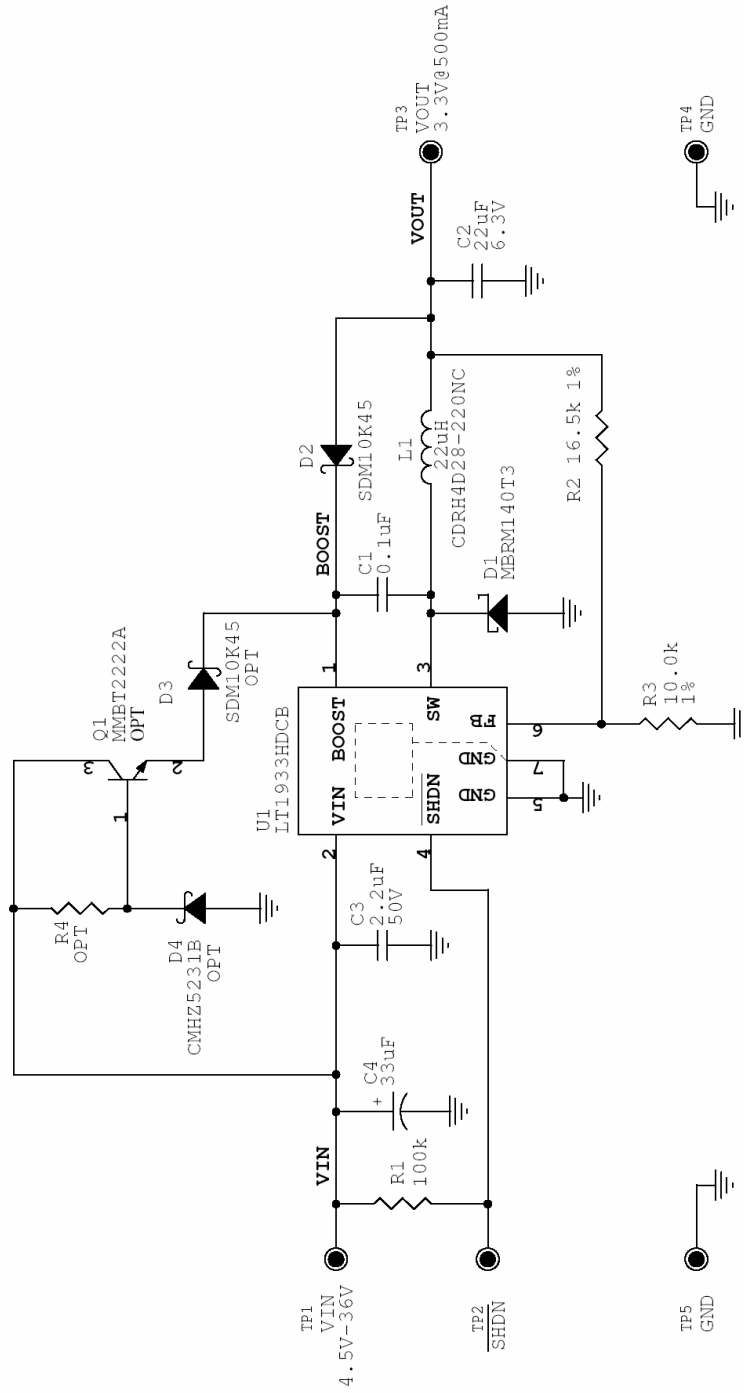 Q1
MMBT2222A
OPT
3
2
1
R4
OPT
D4
CMHZ5231B
OPT
D3
SDM10K45
OPT
D2
SDM10K45
BOOST
C1
0.1uF
TP1
VIN
4.5V-36V
VIN
C4
+
33uF
C3
2.2uF
50V
R1
100k
TP2
SHDN
U1
LT1933HDCB
2
VIN
BOOST
1
4
SHDN
SW
3
GND
GND
FB
5
7
6
L1
22uH
CDRH4D28-220NC
D1
MBRM140T3
R2 16.5k 1%
R3
10.0k
1%
VOUT
C2
22uF
6.3V
TP3
VOUT
3.3V@500mA
TP5
GND
TP4
GND